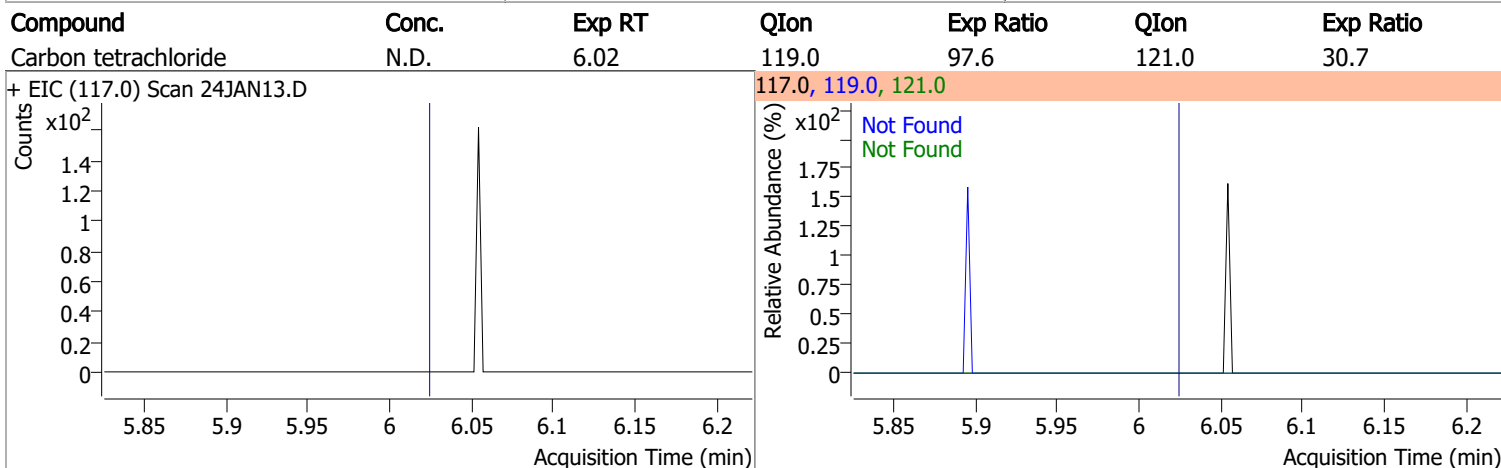 Compound Conc. Exp RT QIon Exp Ratio QIon Exp Ratio
Carbon tetrachloride N.D. 6.02 119.0 97.6 121.0 30.7
+ EIC (117.0) Scan 24JAN13.D
Counts
x10²
1.4
1.2
1
0.8
0.6
0.4
0.2
0
5.85 5.9 5.95 6 6.05 6.1 6.15 6.2
Acquisition Time (min)
117.0, 119.0, 121.0
Relative Abundance (%)
x10²
Not Found
Not Found
1.75
1.5
1.25
1
0.75
0.5
0.25
0
5.85 5.9 5.95 6 6.05 6.1 6.15 6.2
Acquisition Time (min)